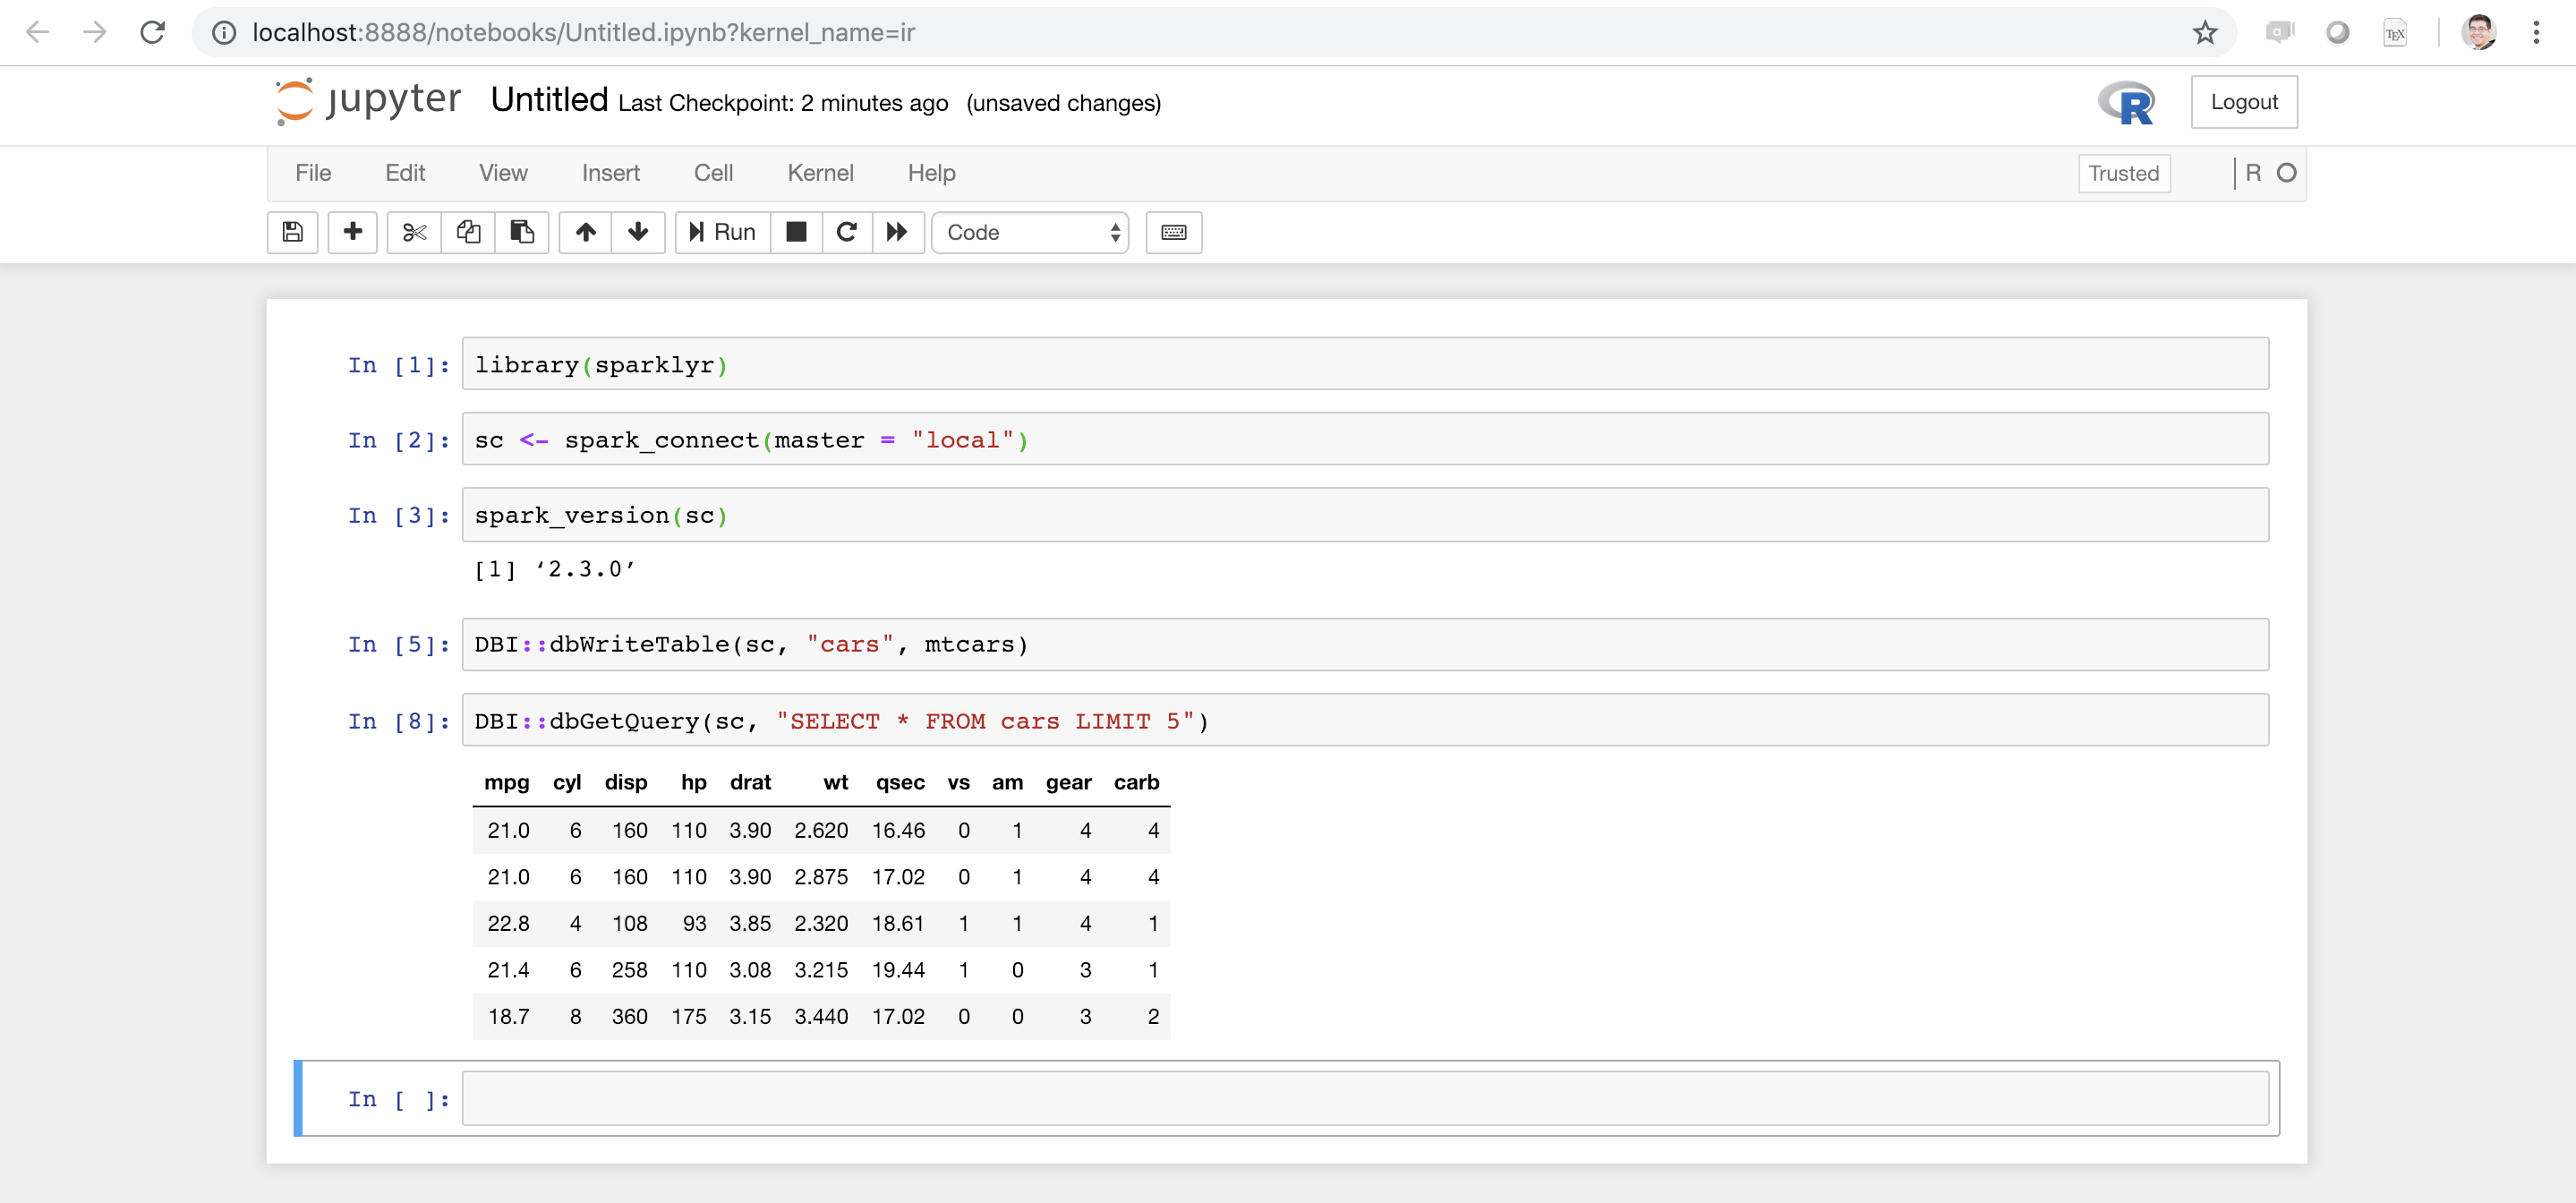 localhost:8888/notebooks/Untitled.ipynb?kernel_name=ir
a TEX
jupyter Untitled Last Checkpoint: 2 minutes ago (unsaved changes) R Logout
File Edit View Insert Cell Kernel Help Trusted R
Run Code
In [1]: library(sparklyr)
In [2]: sc <- spark_connect(master = "local")
In [3]: spark_version(sc)
[1] ‘2.3.0’
In [5]: DBI::dbWriteTable(sc, "cars", mtcars)
In [8]: DBI::dbGetQuery(sc, "SELECT * FROM cars LIMIT 5")
mpg cyl disp hp drat wt qsec vs am gear carb
21.0 6 160 110 3.90 2.620 16.46 0 1 4 4
21.0 6 160 110 3.90 2.875 17.02 0 1 4 4
22.8 4 108 93 3.85 2.320 18.61 1 1 4 1
21.4 6 258 110 3.08 3.215 19.44 1 0 3 1
18.7 8 360 175 3.15 3.440 17.02 0 0 3 2
In [ ]: